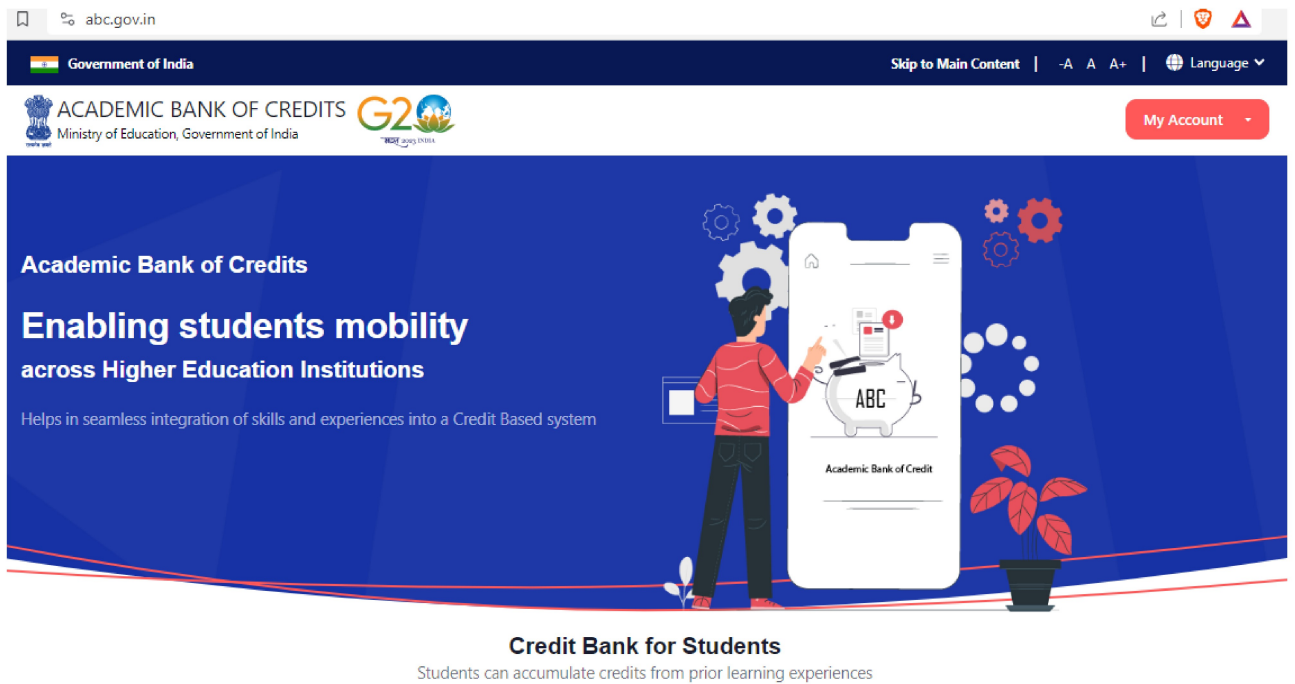 abc.gov.in
Government of India
Skip to Main Content | -A A A+ | Language
ACADEMIC BANK OF CREDITS
Ministry of Education, Government of India
G20
My Account
Academic Bank of Credits
Enabling students mobility
across Higher Education Institutions
Helps in seamless integration of skills and experiences into a Credit Based system
ABC
Academic Bank of Credit
Credit Bank for Students
Students can accumulate credits from prior learning experiences